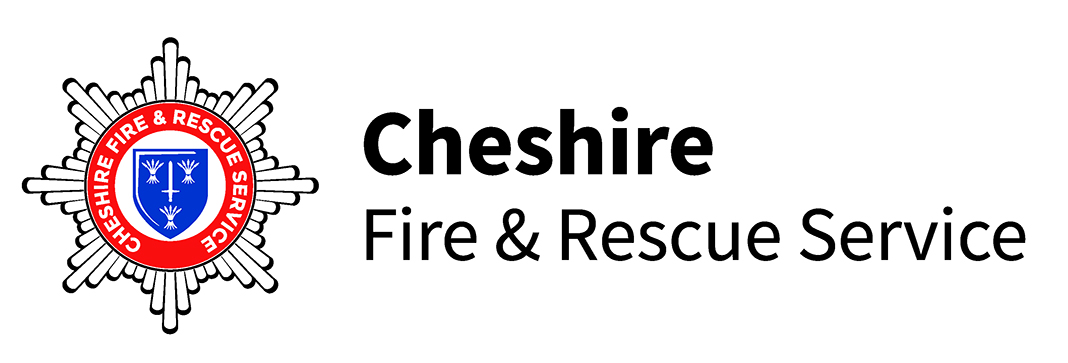 CHESHIRE FIRE & RESCUE SERVICE
Cheshire
Fire & Rescue Service